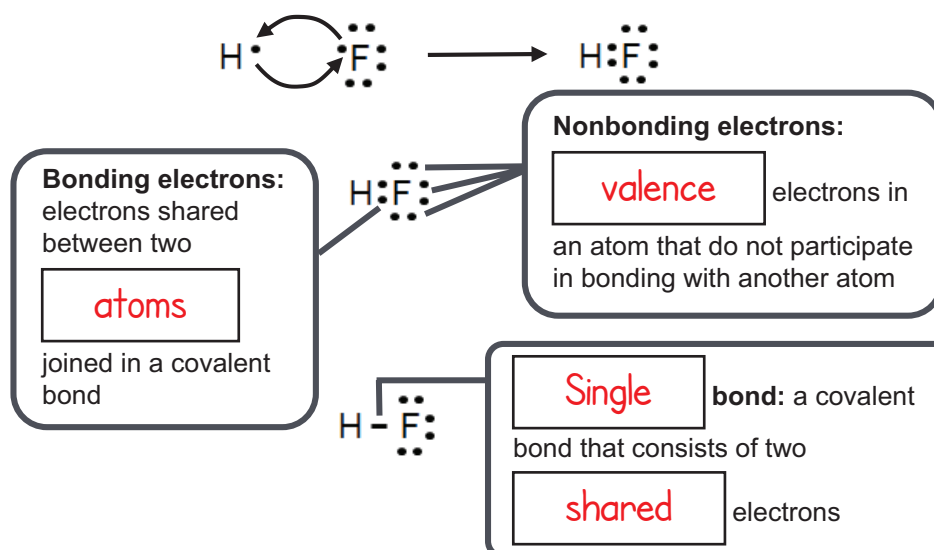 H F H F
Nonbonding electrons:
valence electrons in
an atom that do not participate
in bonding with another atom
Bonding electrons:
electrons shared
between two
atoms
joined in a covalent
bond
H F
Single bond: a covalent
bond that consists of two
shared electrons
H – F